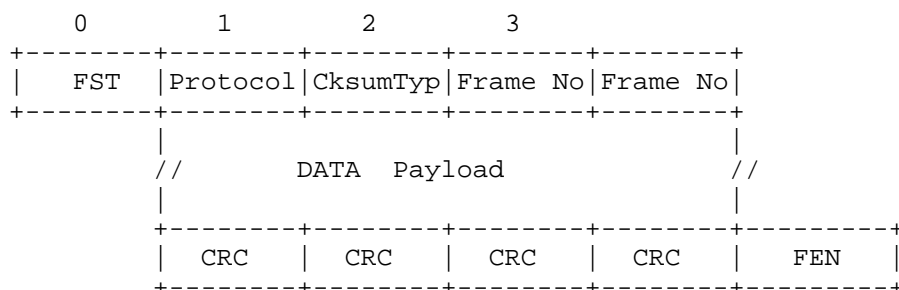 0 1 2 3
FST Protocol CksumTyp Frame No Frame No
// DATA Payload //
CRC CRC CRC CRC FEN